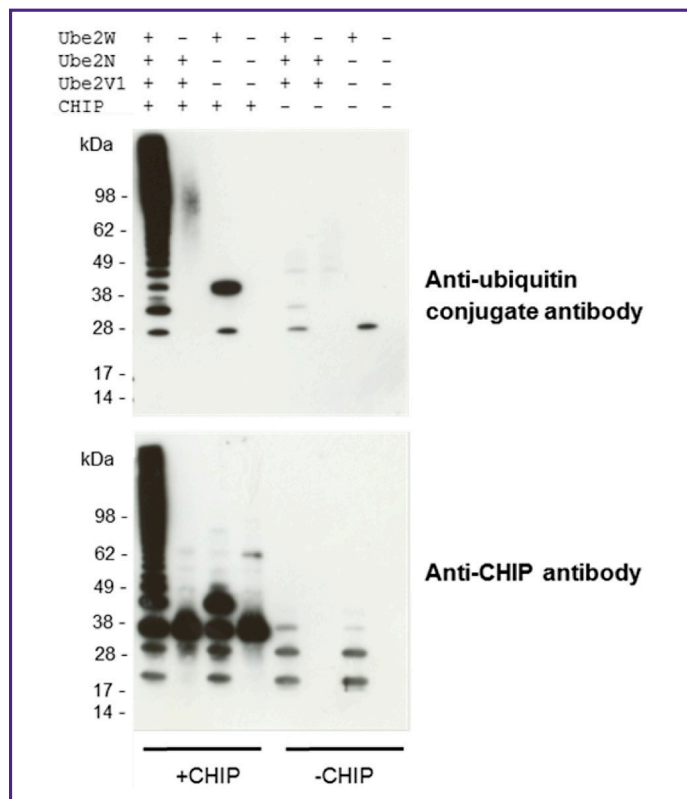 Ube2W + - + - + - + -
Ube2N + + - - + + - -
Ube2V1 + + - - + + - -
CHIP + + + + - - - -
kDa
98 -
62 -
49 -
38 -
28 -
17 -
14 -
Anti-ubiquitin
conjugate antibody
kDa
98 -
62 -
49 -
38 -
28 -
17 -
14 -
Anti-CHIP antibody
+CHIP -CHIP